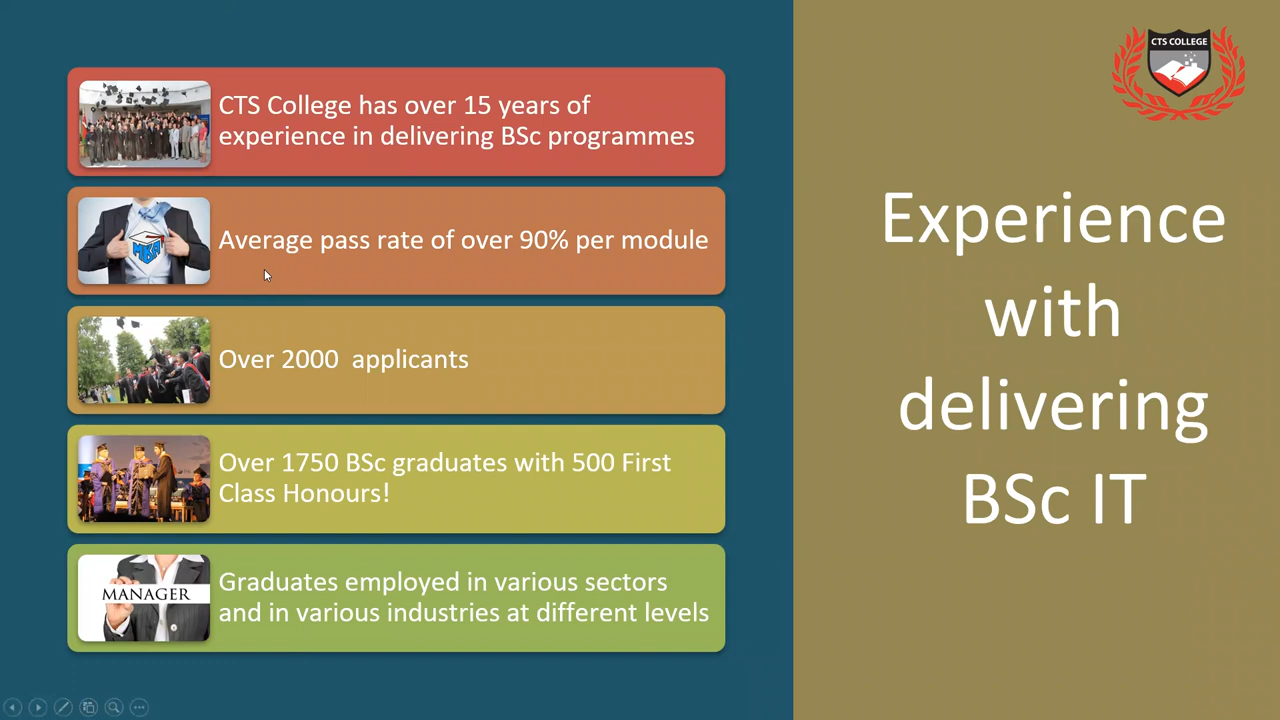 CTS College has over 15 years of
experience in delivering BSc programmes
MBA
Average pass rate of over 90% per module
Over 2000 applicants
Over 1750 BSc graduates with 500 First
Class Honours!
MANAGER
Graduates employed in various sectors
and in various industries at different levels
CTS COLLEGE
Experience
with
delivering
BSc IT